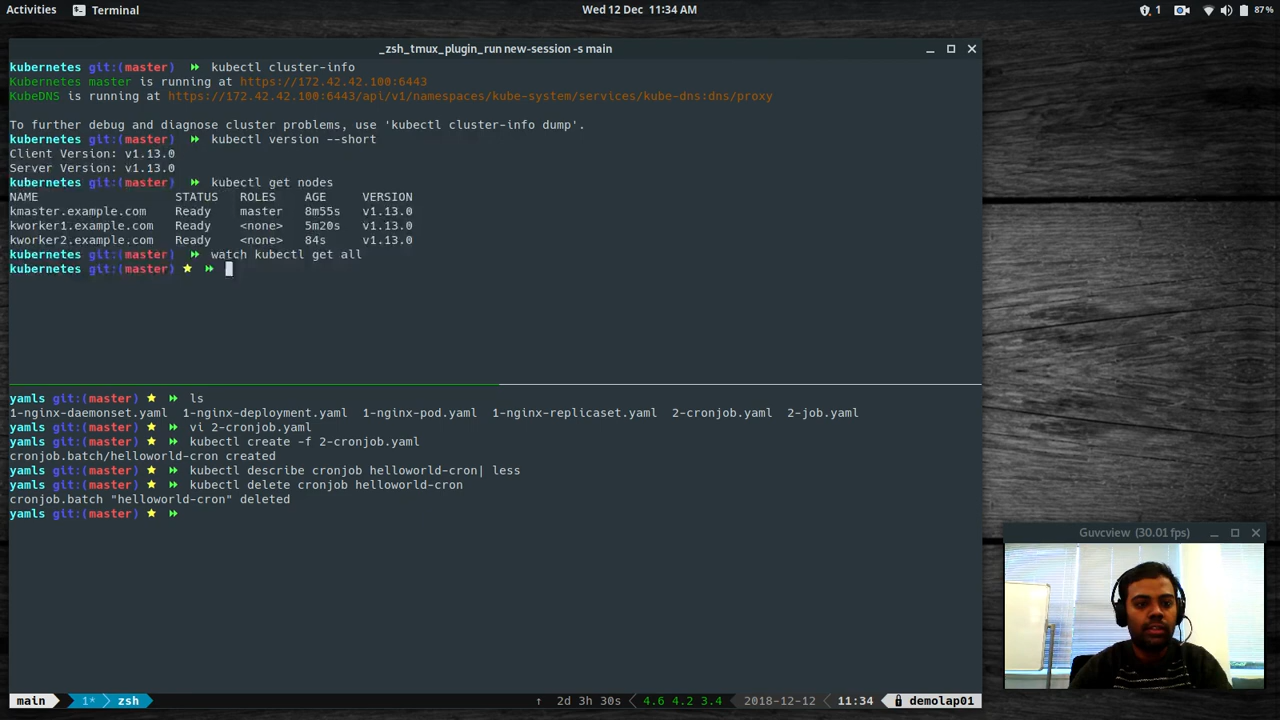 Activities Terminal Wed 12 Dec 11:34 AM 1 87%
_zsh_tmux_plugin_run new-session -s main
kubernetes git:(master) kubectl cluster-info
Kubernetes master is running at https://172.42.42.100:6443
KubeDNS is running at https://172.42.42.100:6443/api/v1/namespaces/kube-system/services/kube-dns:dns/proxy
To further debug and diagnose cluster problems, use 'kubectl cluster-info dump'.
kubernetes git:(master) kubectl version --short
Client Version: v1.13.0
Server Version: v1.13.0
kubernetes git:(master) kubectl get nodes
NAME STATUS ROLES AGE VERSION
kmaster.example.com Ready master 8m55s v1.13.0
kworker1.example.com Ready <none> 5m20s v1.13.0
kworker2.example.com Ready <none> 84s v1.13.0
kubernetes git:(master) watch kubectl get all
kubernetes git:(master)
yamls git:(master) ls
1-nginx-daemonset.yaml 1-nginx-deployment.yaml 1-nginx-pod.yaml 1-nginx-replicaset.yaml 2-cronjob.yaml 2-job.yaml
yamls git:(master) vi 2-cronjob.yaml
yamls git:(master) kubectl create -f 2-cronjob.yaml
cronjob.batch/helloworld-cron created
yamls git:(master) kubectl describe cronjob helloworld-cron| less
yamls git:(master) kubectl delete cronjob helloworld-cron
cronjob.batch "helloworld-cron" deleted
yamls git:(master)
Guvcview (30.01 fps)
main 1* zsh ↑ 2d 3h 30s 4.6 4.2 3.4 2018-12-12 11:34 demolap01